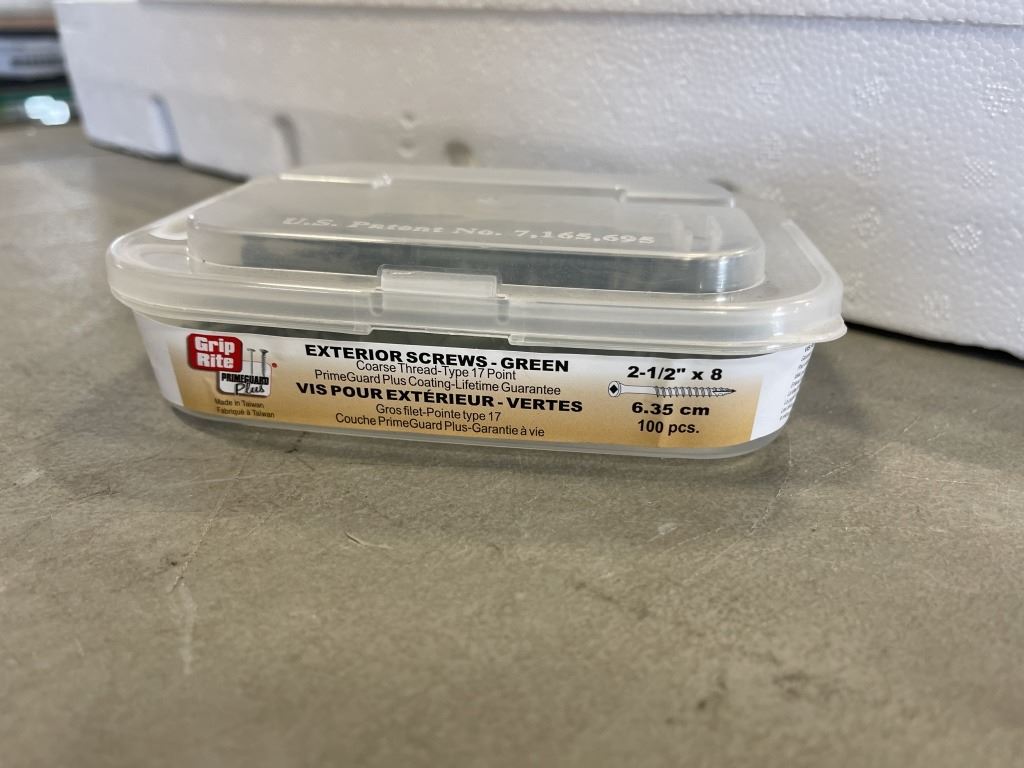 U.S. Patent No. 7,165,695
Grip
Rite
PRIMEGUARD
Plus
Made in Taiwan
Fabriqué à Taiwan
EXTERIOR SCREWS - GREEN
Coarse Thread-Type 17 Point
PrimeGuard Plus Coating-Lifetime Guarantee
VIS POUR EXTÉRIEUR - VERTES
Gros filet-Pointe type 17
Couche PrimeGuard Plus-Garantie à vie
2-1/2" x 8
6.35 cm
100 pcs.